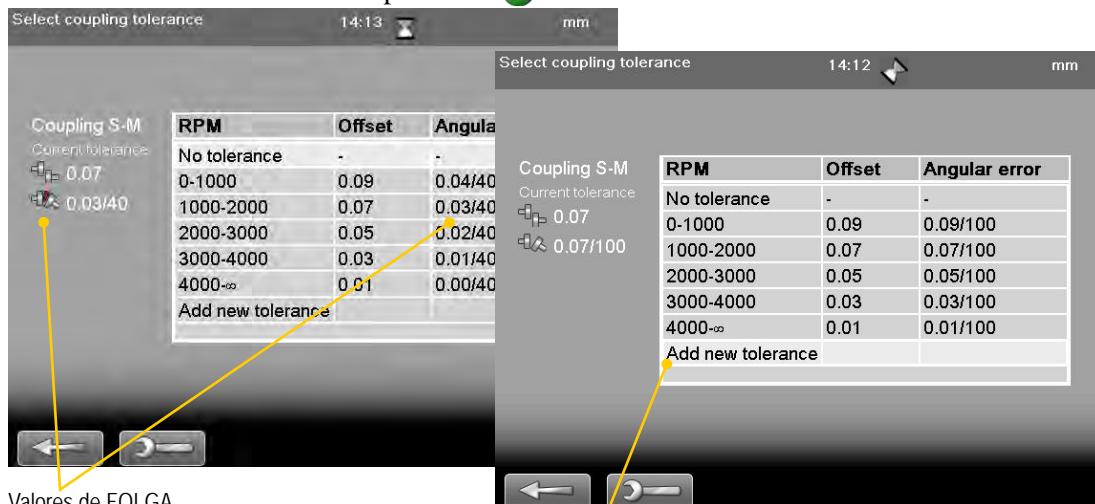 Select coupling tolerance 14:13 mm
Coupling S-M
Current tolerance
0.07
0.03/40
RPM Offset Angula
No tolerance - -
0-1000 0.09 0.04/40
1000-2000 0.07 0.03/40
2000-3000 0.05 0.02/40
3000-4000 0.03 0.01/40
4000-∞ 0.01 0.00/40
Add new tolerance
Valores de FOLGA
Select coupling tolerance 14:12 mm
Coupling S-M
Current tolerance
0.07
0.07/100
RPM Offset Angular error
No tolerance - -
0-1000 0.09 0.09/100
1000-2000 0.07 0.07/100
2000-3000 0.05 0.05/100
3000-4000 0.03 0.03/100
4000-∞ 0.01 0.01/100
Add new tolerance